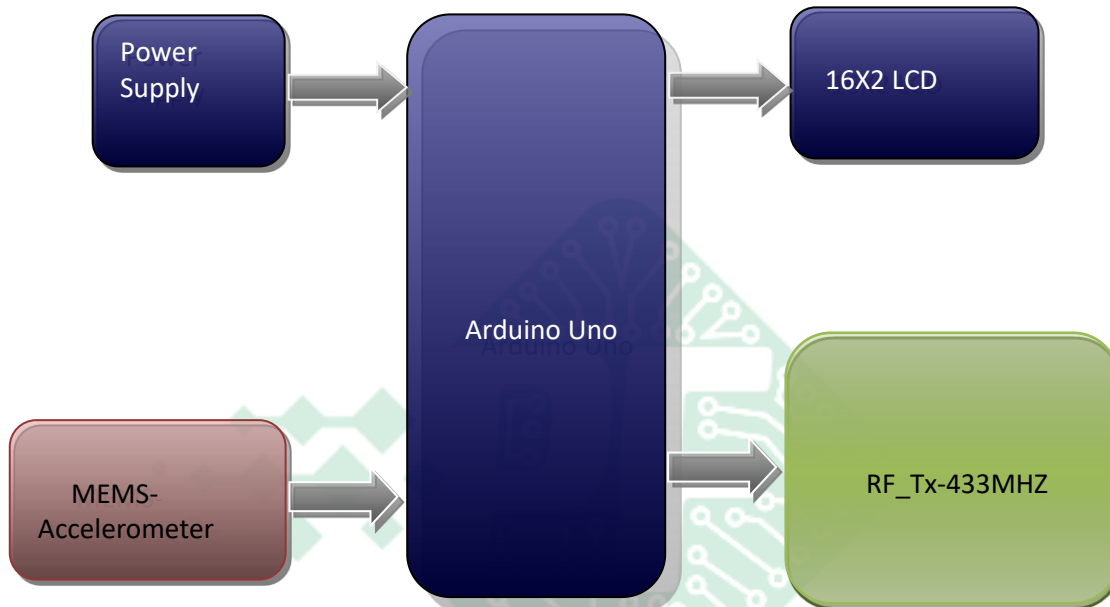 Power
Supply
16X2 LCD
Arduino Uno
MEMS-
Accelerometer
RF_Tx-433MHZ